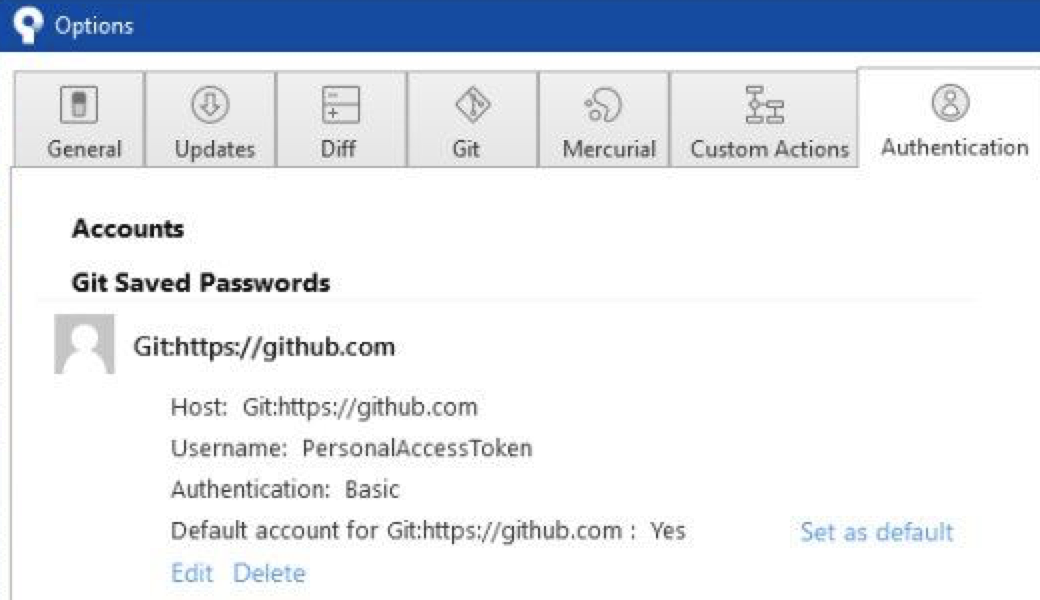 Options
General Updates Diff Git Mercurial Custom Actions Authentication
Accounts
Git Saved Passwords
Git:https://github.com
Host: Git:https://github.com
Username: PersonalAccessToken
Authentication: Basic
Default account for Git:https://github.com : Yes Set as default
Edit Delete